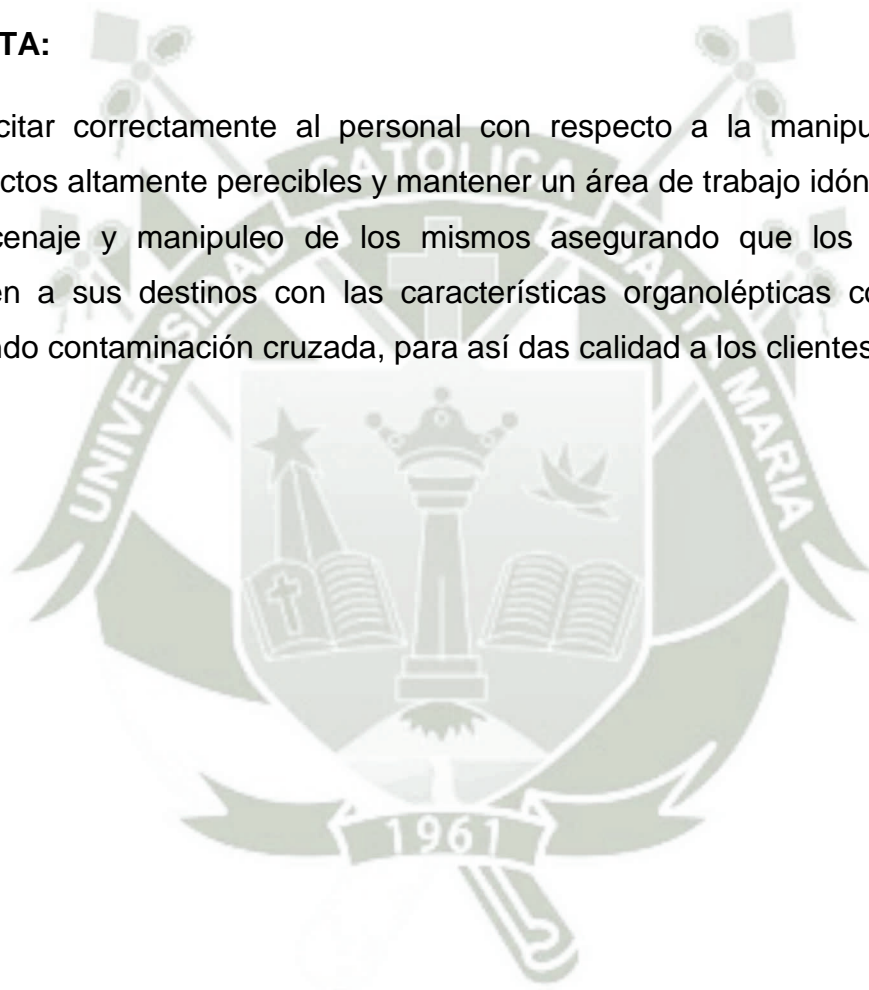 TA:
citar correctamente al personal con respecto a la manipu
ctos altamente perecibles y mantener un área de trabajo idón
cenaje y manipuleo de los mismos asegurando que los
en a sus destinos con las características organolépticas co
ndo contaminación cruzada, para así das calidad a los clientes
UNIVERSIDAD CATOLICA SANTA MARIA
1961